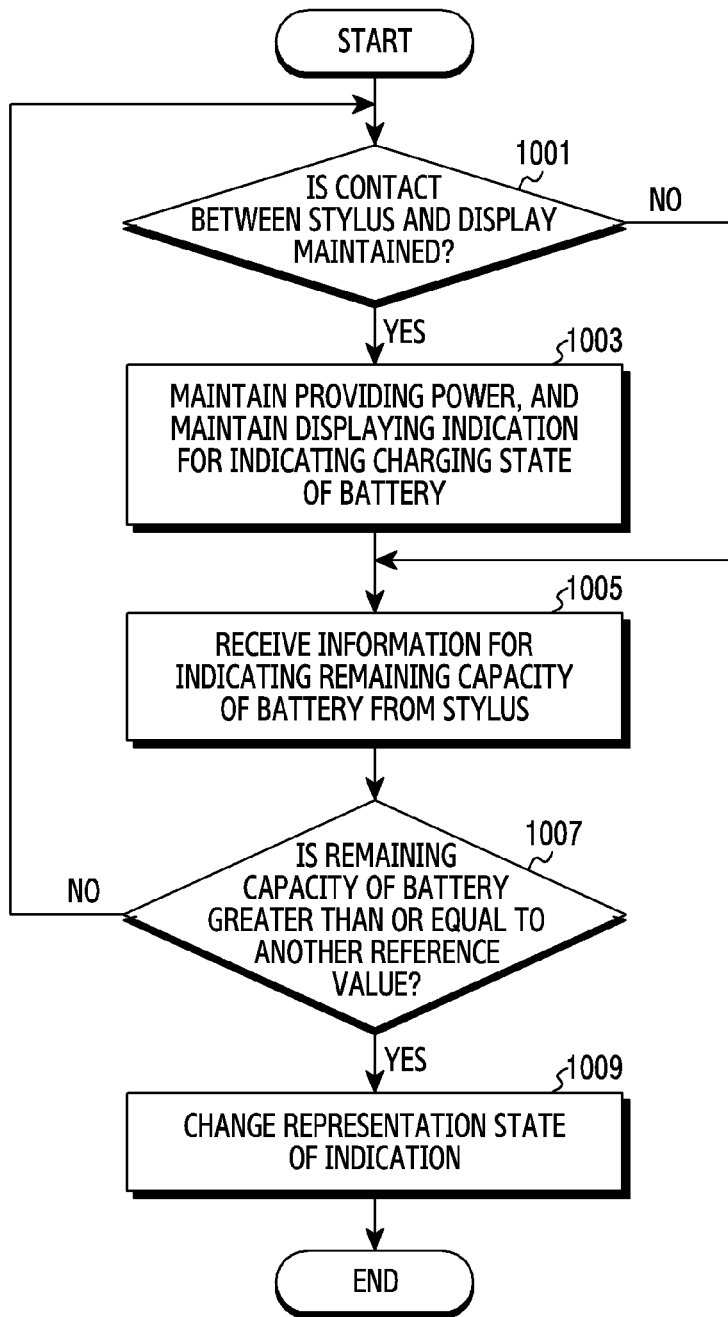 START
1001
IS CONTACT
BETWEEN STYLUS AND DISPLAY
MAINTAINED?
NO
YES
1003
MAINTAIN PROVIDING POWER, AND
MAINTAIN DISPLAYING INDICATION
FOR INDICATING CHARGING STATE
OF BATTERY
1005
RECEIVE INFORMATION FOR
INDICATING REMAINING CAPACITY
OF BATTERY FROM STYLUS
1007
IS REMAINING
CAPACITY OF BATTERY
GREATER THAN OR EQUAL TO
ANOTHER REFERENCE
VALUE?
NO
YES
1009
CHANGE REPRESENTATION STATE
OF INDICATION
END